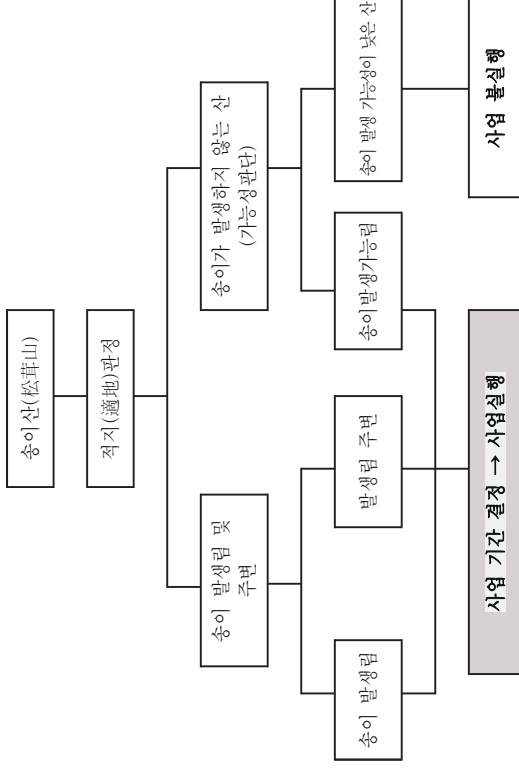 송이산(松茸山)
적지(適地)판정
송이 발생림 및
주변
송이가 발생하지 않는 산
(가능성판단)
송이 발생림
발생림 주변
송이발생가능림
송이 발생 가능성이 낮은 산
사업 기간 결정 → 사업실행
사업 불실행